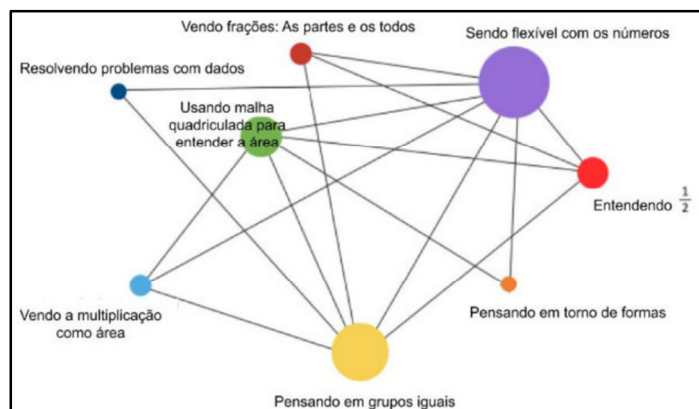 Vendo frações: As partes e os todos
Sendo flexível com os números
Resolvendo problemas com dados
Usando malha
quadriculada para
entender a área
Entendendo 1/2
Vendo a multiplicação
como área
Pensando em torno de formas
Pensando em grupos iguais